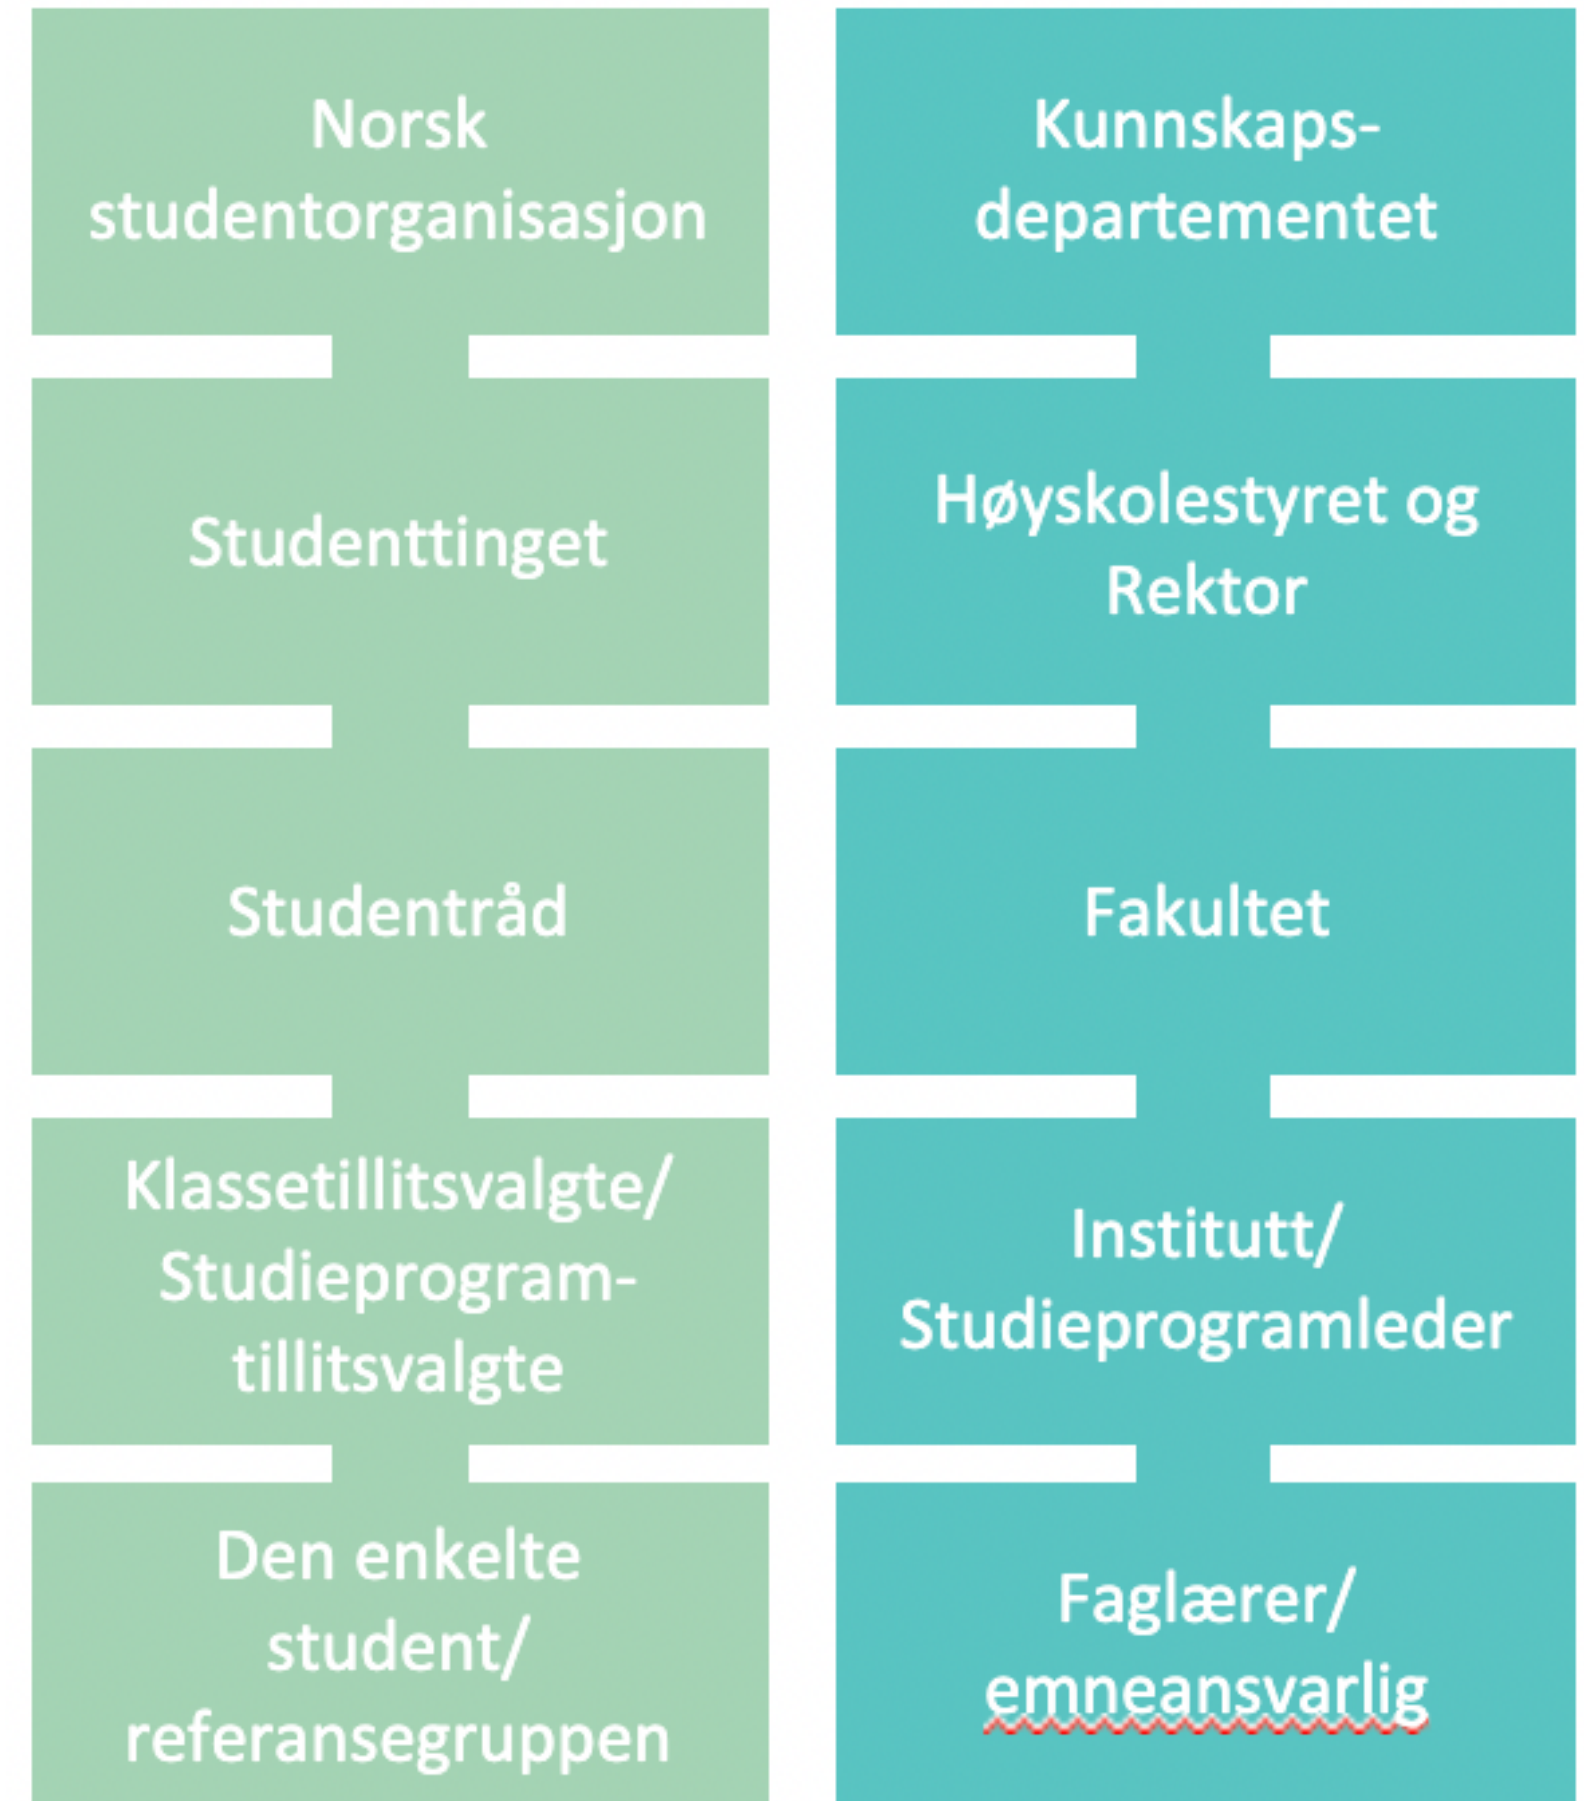 Norsk
studentorganisasjon
Studenttinget
Studentråd
Klassetillitsvalgte/
Studieprogram-
tillitsvalgte
Den enkelte
student/
referansegruppen
Kunnskaps-
departementet
Høyskolestyret og
Rektor
Fakultet
Institutt/
Studieprogramleder
Faglærer/
emneansvarlig